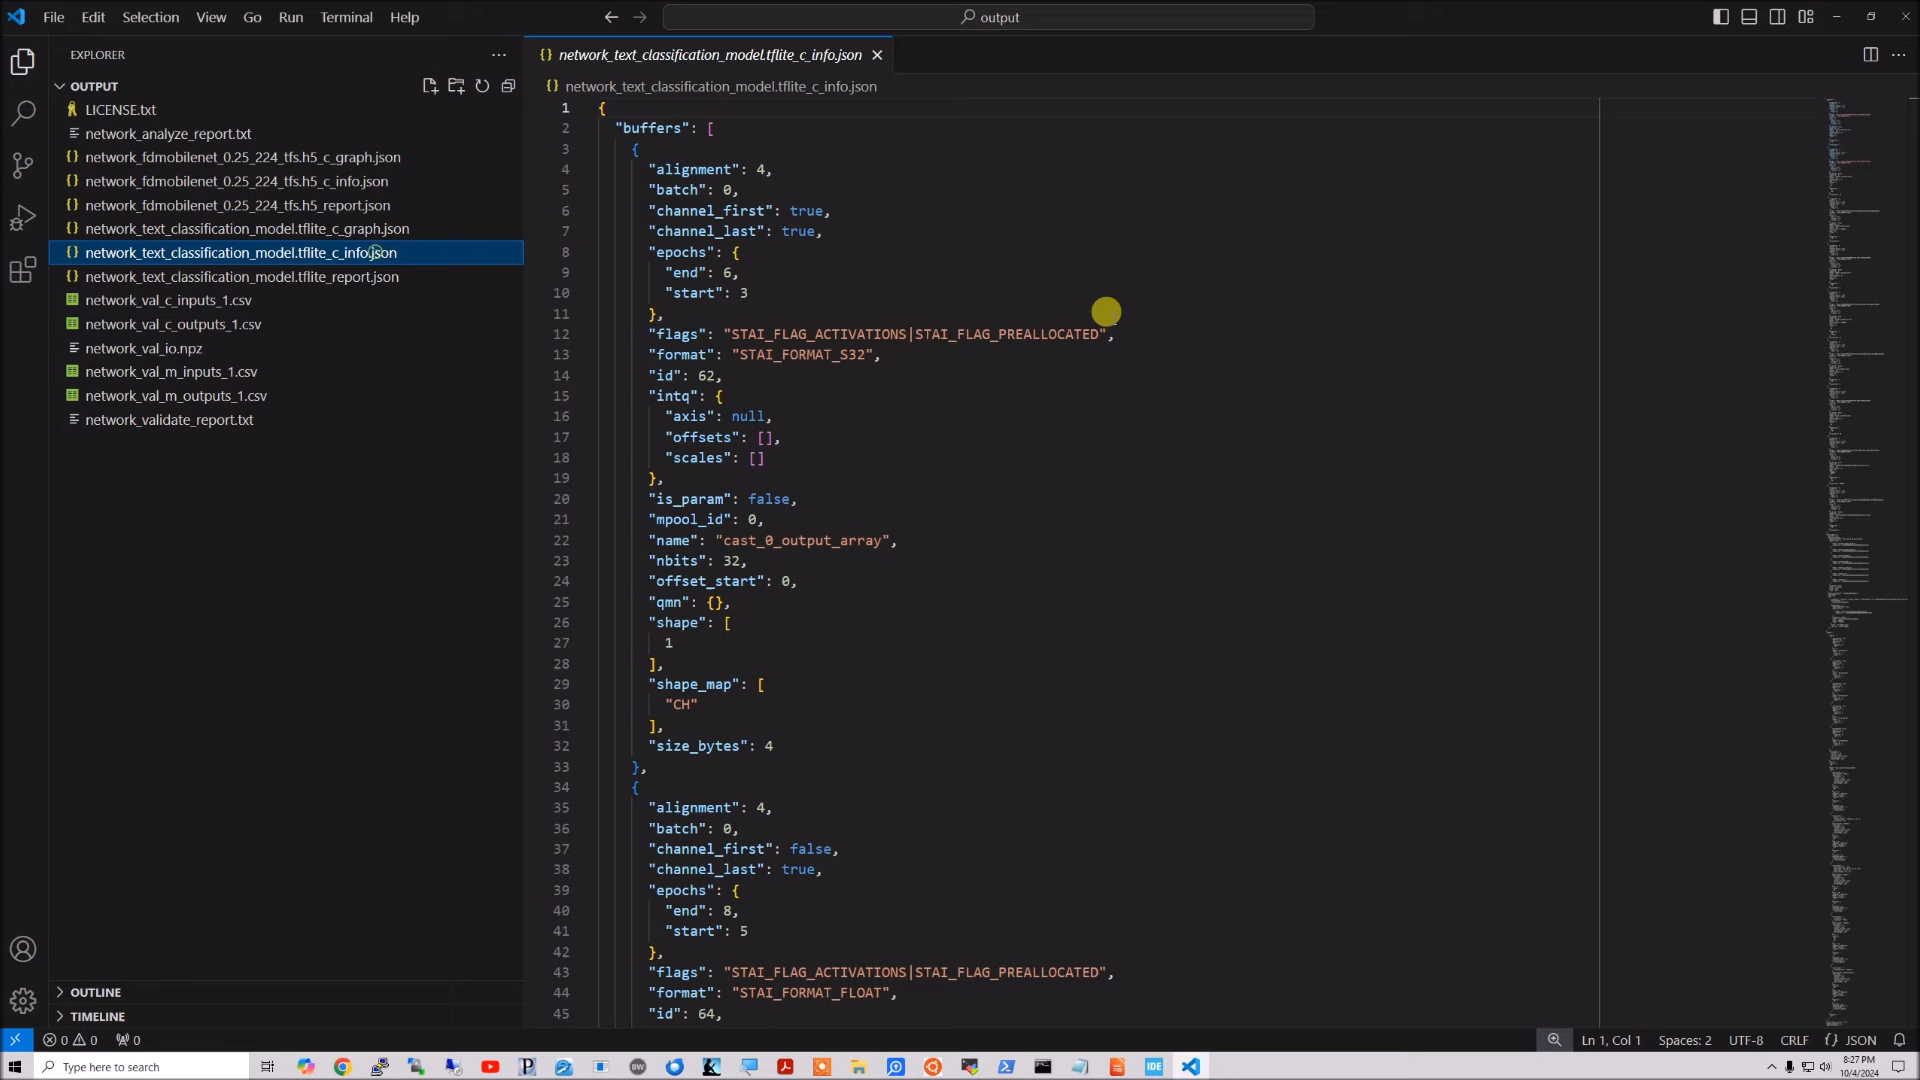 File Edit Selection View Go Run Terminal Help
output
EXPLORER
OUTPUT
LICENSE.txt
network_analyze_report.txt
network_fdmobilenet_0.25_224_tfs.h5_c_graph.json
network_fdmobilenet_0.25_224_tfs.h5_c_info.json
network_fdmobilenet_0.25_224_tfs.h5_report.json
network_text_classification_model.tflite_c_graph.json
network_text_classification_model.tflite_c_info.json
network_text_classification_model.tflite_report.json
network_val_c_inputs_1.csv
network_val_c_outputs_1.csv
network_val_io.npz
network_val_m_inputs_1.csv
network_val_m_outputs_1.csv
network_validate_report.txt
OUTLINE
TIMELINE
network_text_classification_model.tflite_c_info.json
network_text_classification_model.tflite_c_info.json
1 {
2 "buffers": [
3 {
4 "alignment": 4,
5 "batch": 0,
6 "channel_first": true,
7 "channel_last": true,
8 "epochs": {
9 "end": 6,
10 "start": 3
11 },
12 "flags": "STAI_FLAG_ACTIVATIONS|STAI_FLAG_PREALLOCATED",
13 "format": "STAI_FORMAT_S32",
14 "id": 62,
15 "intq": {
16 "axis": null,
17 "offsets": [],
18 "scales": []
19 },
20 "is_param": false,
21 "mpool_id": 0,
22 "name": "cast_0_output_array",
23 "nbits": 32,
24 "offset_start": 0,
25 "qmn": {},
26 "shape": [
27 1
28 ],
29 "shape_map": [
30 "CH"
31 ],
32 "size_bytes": 4
33 },
34 {
35 "alignment": 4,
36 "batch": 0,
37 "channel_first": false,
38 "channel_last": true,
39 "epochs": {
40 "end": 8,
41 "start": 5
42 },
43 "flags": "STAI_FLAG_ACTIVATIONS|STAI_FLAG_PREALLOCATED",
44 "format": "STAI_FORMAT_FLOAT",
45 "id": 64,
0 0 0
Ln 1, Col 1 Spaces: 2 UTF-8 CRLF {} JSON
Type here to search
BW
IDE
8:27 PM
10/4/2024